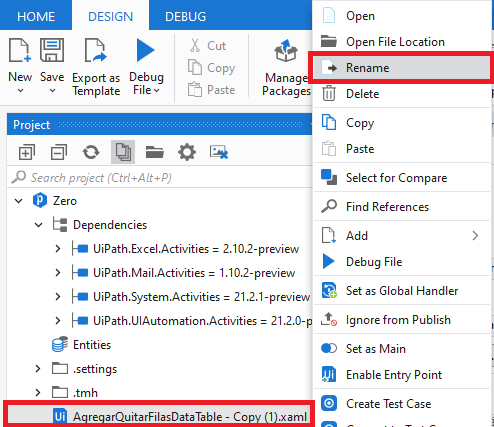 HOME DESIGN DEBUG
New Save Export as Template Debug File Cut Copy Paste Manage Packages
Project
Search project (Ctrl+Alt+P)
Zero
Dependencies
UiPath.Excel.Activities = 2.10.2-preview
UiPath.Mail.Activities = 1.10.2-preview
UiPath.System.Activities = 21.2.1-preview
UiPath.UIAutomation.Activities = 21.2.0-p
Entities
.settings
.tmh
Ui AgregarQuitarFilasDataTable - Copy (1).xaml
Open
Open File Location
Rename
Delete
Copy
Paste
Select for Compare
Find References
Add
Debug File
Set as Global Handler
Ignore from Publish
Set as Main
Enable Entry Point
Create Test Case